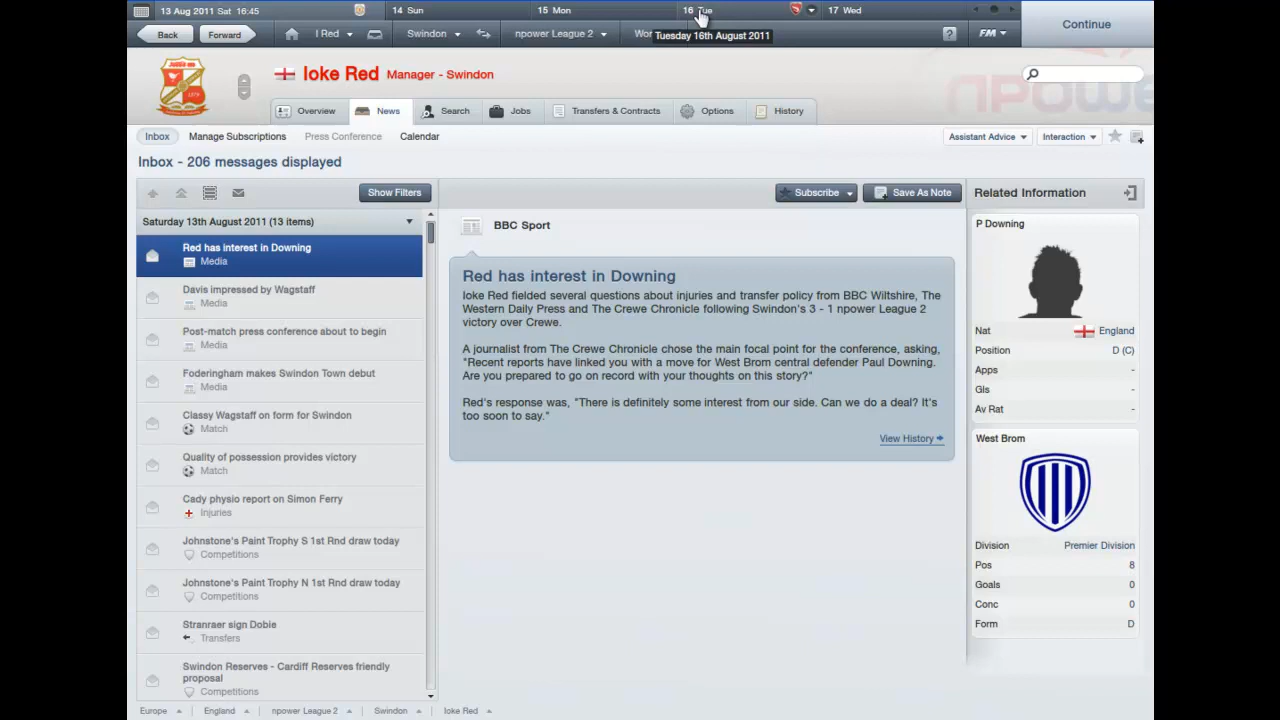 13 Aug 2011 Sat 16:45
14 Sun
15 Mon
16 Tue
17 Wed
Continue
Back
Forward
I Red
Swindon
npower League 2
Wor
Tuesday 16th August 2011
?
FM
Ioke Red Manager - Swindon
Overview
News
Search
Jobs
Transfers & Contracts
Options
History
Inbox
Manage Subscriptions
Press Conference
Calendar
Assistant Advice
Interaction
Inbox - 206 messages displayed
Show Filters
Subscribe
Save As Note
Related Information
Saturday 13th August 2011 (13 items)
Red has interest in Downing
Media
Davis impressed by Wagstaff
Media
Post-match press conference about to begin
Media
Foderingham makes Swindon Town debut
Media
Classy Wagstaff on form for Swindon
Match
Quality of possession provides victory
Match
Cady physio report on Simon Ferry
Injuries
Johnstone's Paint Trophy S 1st Rnd draw today
Competitions
Johnstone's Paint Trophy N 1st Rnd draw today
Competitions
Stranraer sign Dobie
Transfers
Swindon Reserves - Cardiff Reserves friendly
proposal
Competitions
BBC Sport
Red has interest in Downing
Ioke Red fielded several questions about injuries and transfer policy from BBC Wiltshire, The
Western Daily Press and The Crewe Chronicle following Swindon's 3 - 1 npower League 2
victory over Crewe.
A journalist from The Crewe Chronicle chose the main focal point for the conference, asking,
"Recent reports have linked you with a move for West Brom central defender Paul Downing.
Are you prepared to go on record with your thoughts on this story?"
Red's response was, "There is definitely some interest from our side. Can we do a deal? It's
too soon to say."
View History
P Downing
Nat England
Position D (C)
Apps -
Gls -
Av Rat -
West Brom
Division Premier Division
Pos 8
Goals 0
Conc 0
Form D
Europe
England
npower League 2
Swindon
Ioke Red